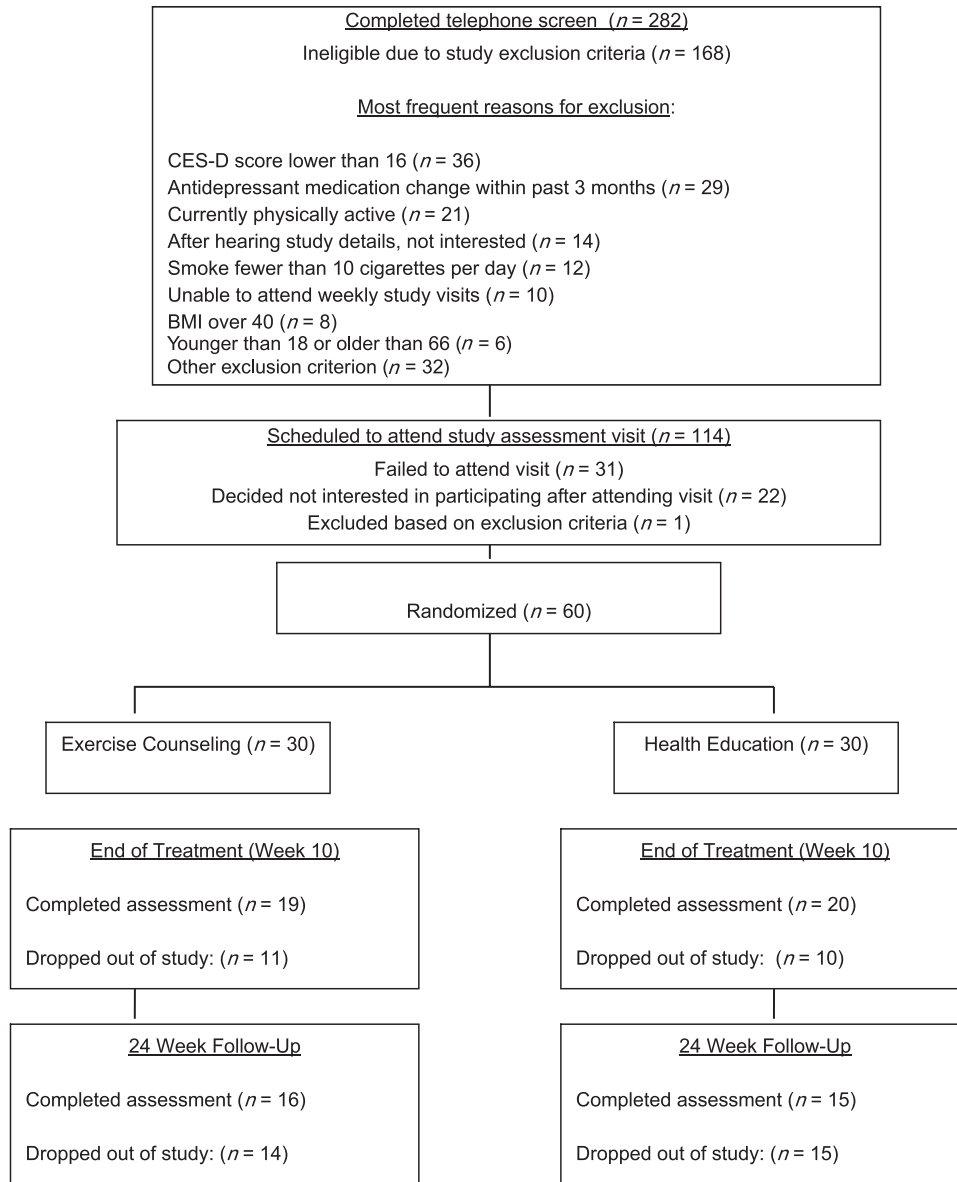 Completed telephone screen (n = 282)
Ineligible due to study exclusion criteria (n = 168)
Most frequent reasons for exclusion:
CES-D score lower than 16 (n = 36)
Antidepressant medication change within past 3 months (n = 29)
Currently physically active (n = 21)
After hearing study details, not interested (n = 14)
Smoke fewer than 10 cigarettes per day (n = 12)
Unable to attend weekly study visits (n = 10)
BMI over 40 (n = 8)
Younger than 18 or older than 66 (n = 6)
Other exclusion criterion (n = 32)
Scheduled to attend study assessment visit (n = 114)
Failed to attend visit (n = 31)
Decided not interested in participating after attending visit (n = 22)
Excluded based on exclusion criteria (n = 1)
Randomized (n = 60)
Exercise Counseling (n = 30)
Health Education (n = 30)
End of Treatment (Week 10)
Completed assessment (n = 19)
Dropped out of study: (n = 11)
End of Treatment (Week 10)
Completed assessment (n = 20)
Dropped out of study: (n = 10)
24 Week Follow-Up
Completed assessment (n = 16)
Dropped out of study: (n = 14)
24 Week Follow-Up
Completed assessment (n = 15)
Dropped out of study: (n = 15)